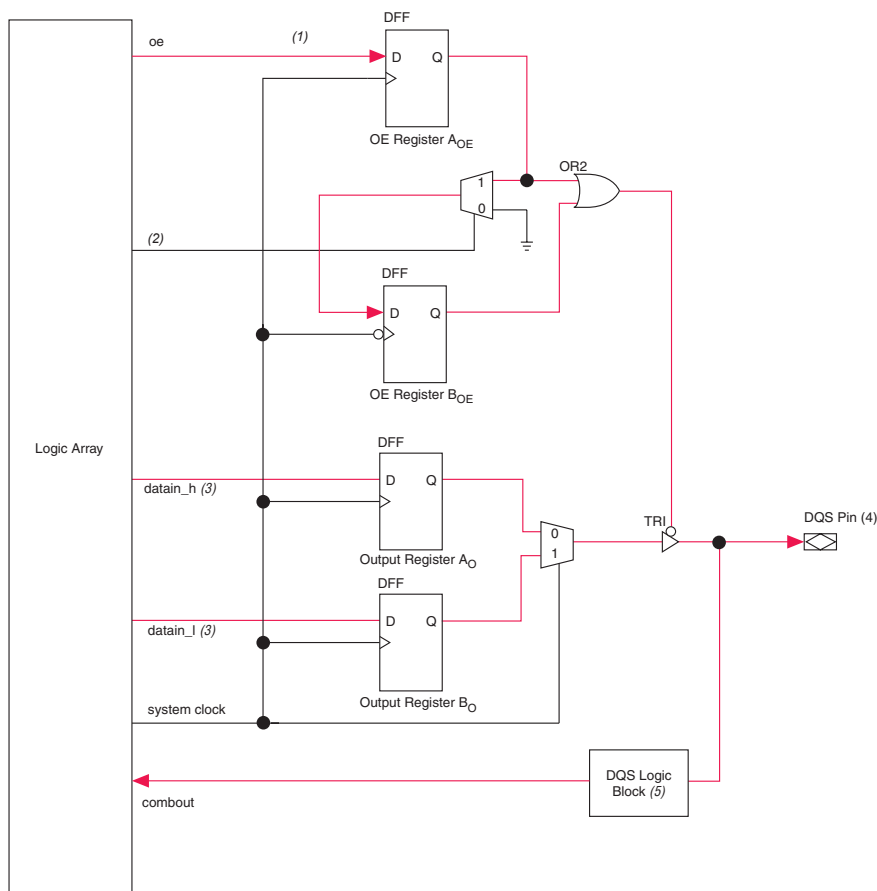 DFF
oe
(1)
D
Q
OE Register AOE
OR2
1
0
(2)
DFF
D
Q
OE Register BOE
Logic Array
DFF
D
Q
datain_h (3)
Output Register AO
0
1
TRI
DQS Pin (4)
DFF
D
Q
datain_l (3)
Output Register BO
system clock
DQS Logic
Block (5)
combout